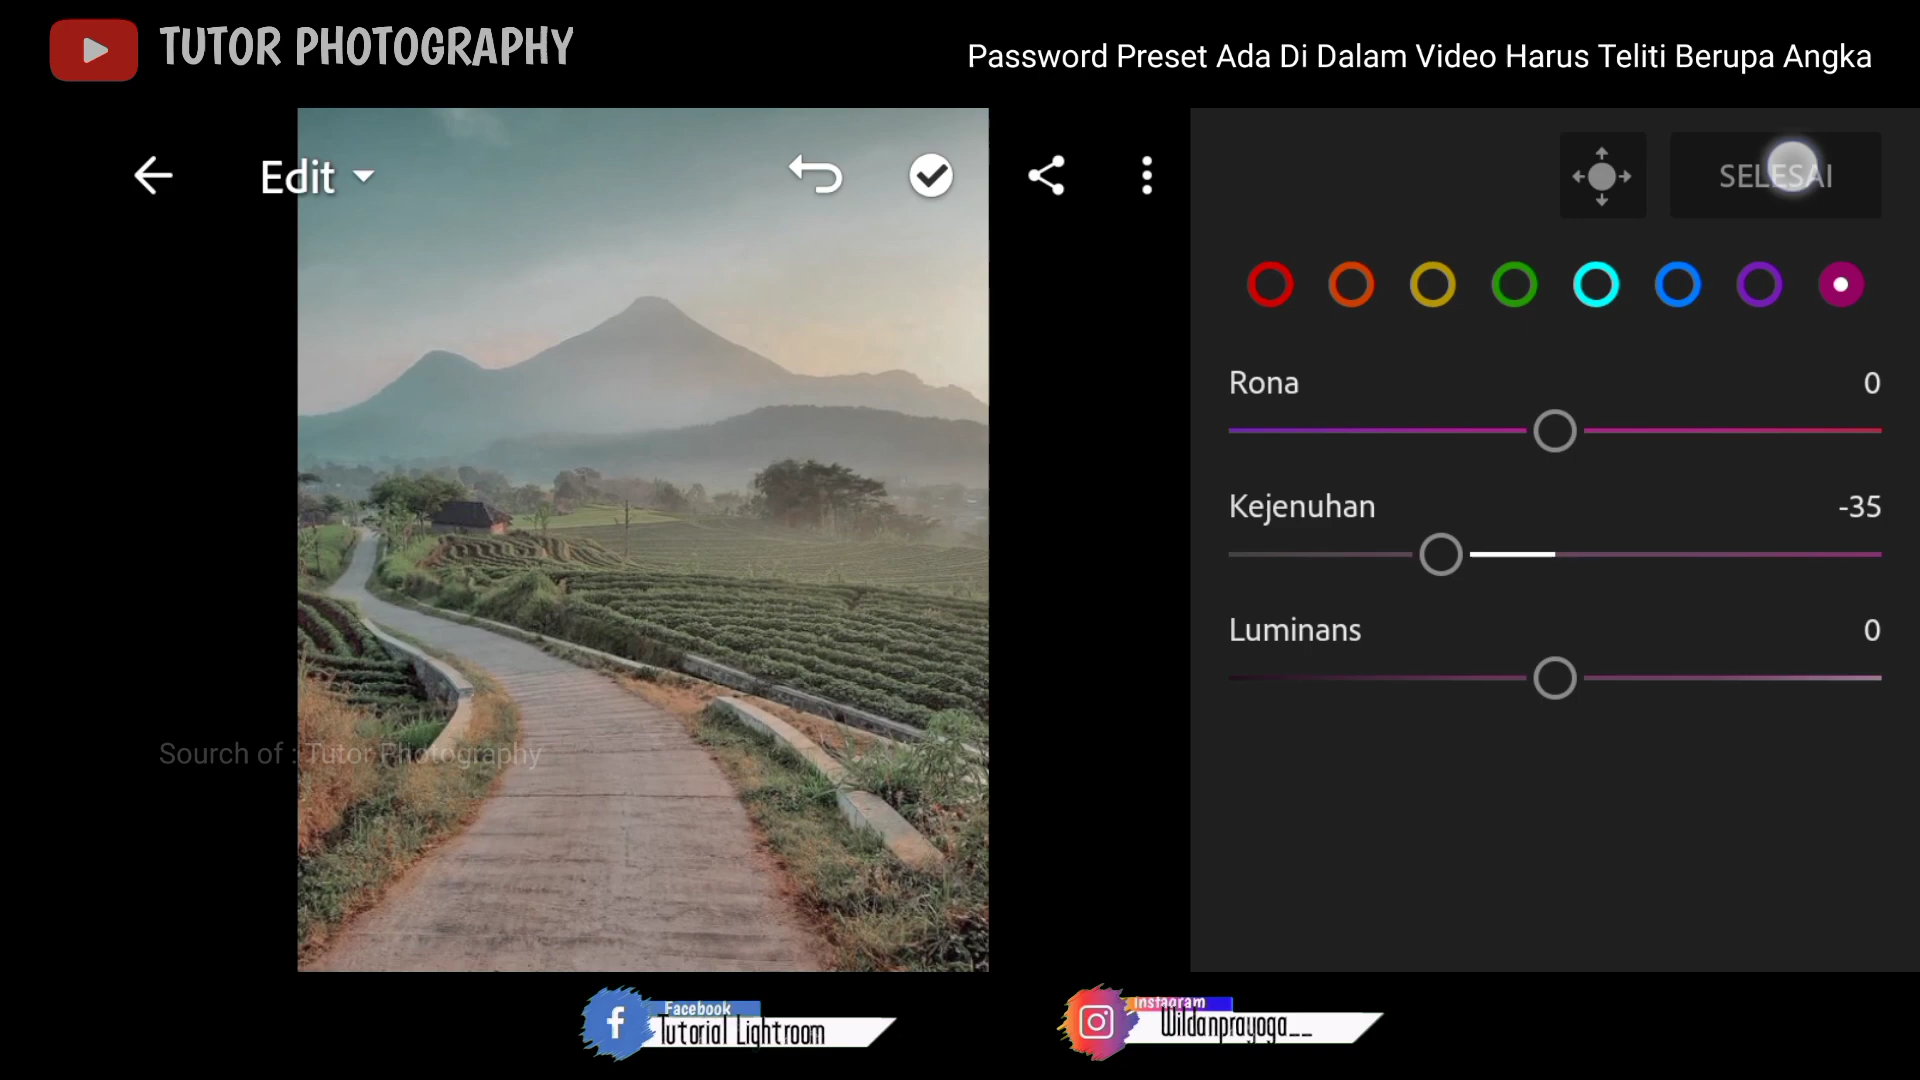 TUTOR PHOTOGRAPHY
Password Preset Ada Di Dalam Video Harus Teliti Berupa Angka
Edit
SELESAI
Rona 0
Kejenuhan -35
Luminans 0
Sourch of : Tutor Photography
Facebook
Tutorial Lightroom
Instagram
Wildanprayoga__